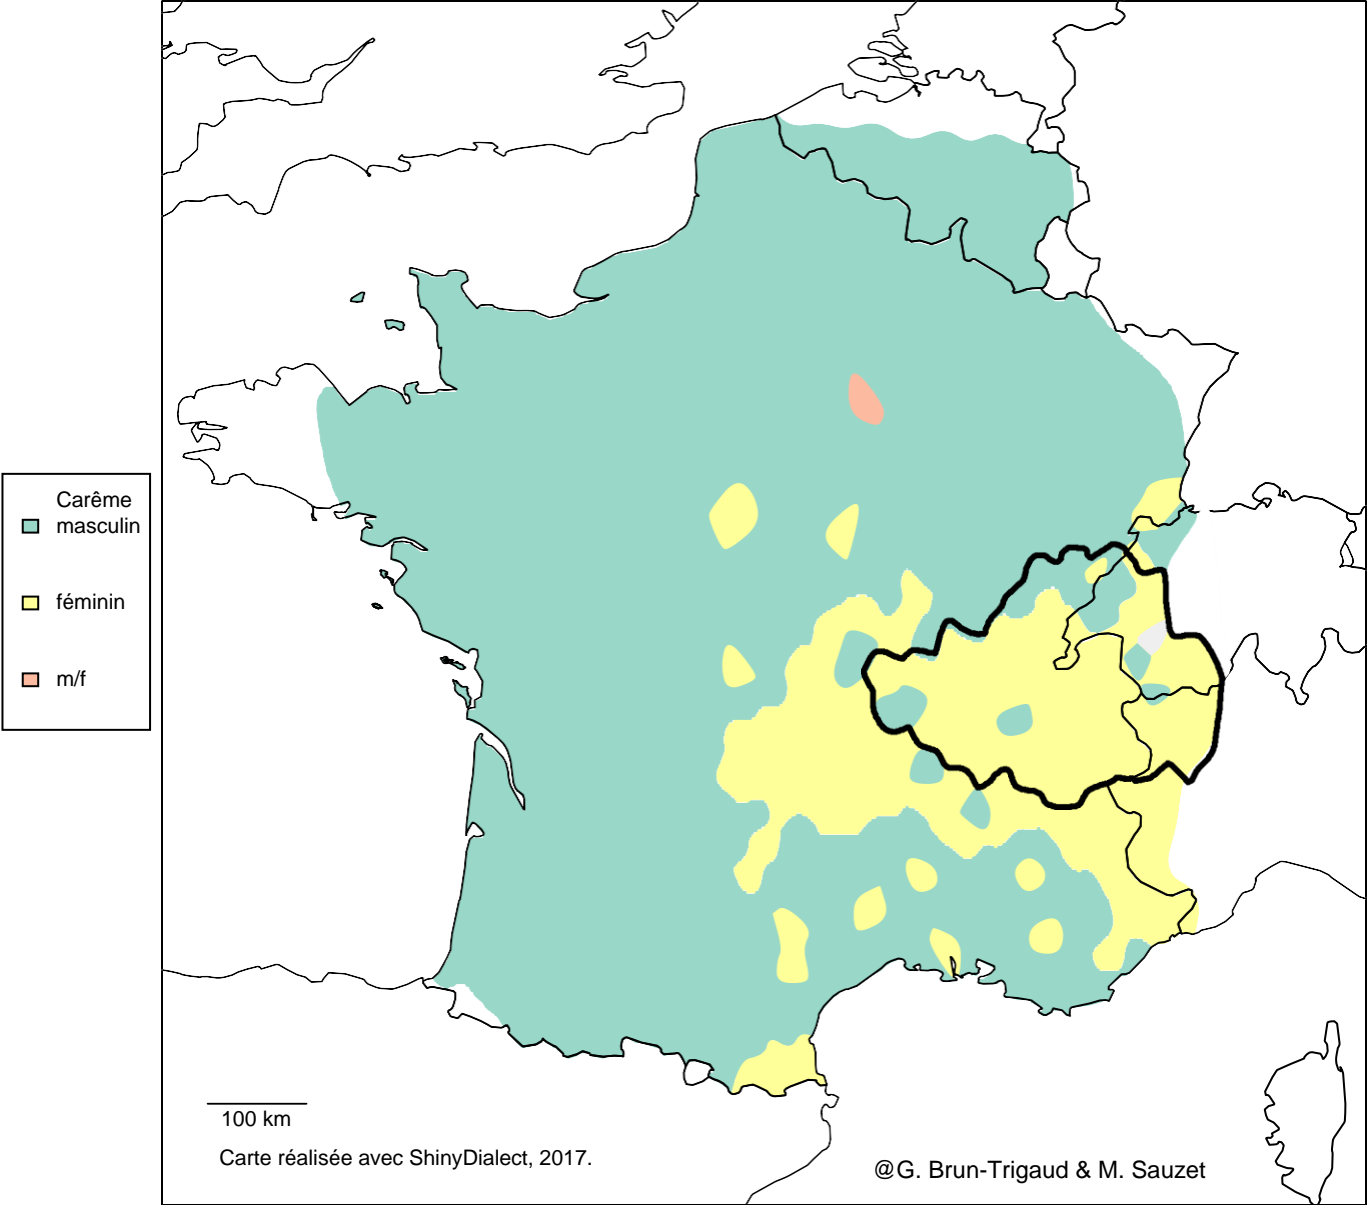 Carême
masculin
féminin
m/f
100 km
Carte réalisée avec ShinyDialect, 2017.
@G. Brun-Trigaud & M. Sauzet